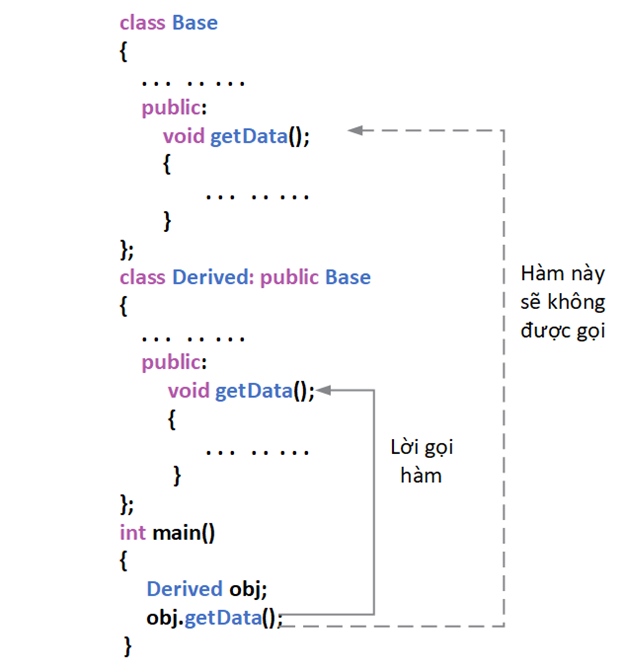 class Base
{
... .. ...
public:
void getData();
{
... .. ...
}
};
class Derived: public Base
{
... .. ...
public:
void getData();
{
... .. ...
}
};
int main()
{
Derived obj;
obj.getData();
}
Hàm này
sẽ không
được gọi
Lời gọi
hàm